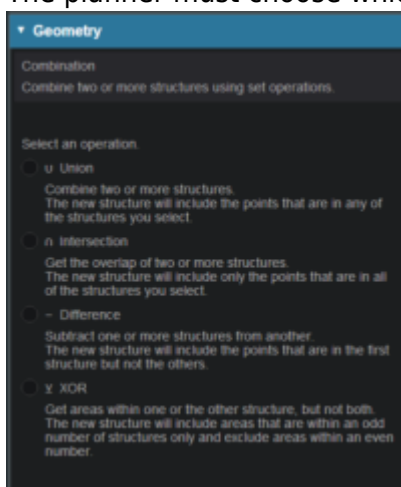 The planner must choose whic
▾ Geometry
Combination
Combine two or more structures using set operations.
Select an operation.
∪ Union
Combine two or more structures.
The new structure will include the points that are in any of
the structures you select.
∩ Intersection
Get the overlap of two or more structures.
The new structure will include only the points that are in all
of the structures you select.
− Difference
Subtract one or more structures from another.
The new structure will include the points that are in the first
structure but not the others.
⊻ XOR
Get areas within one or the other structure, but not both.
The new structure will include areas that are within an odd
number of structures only and exclude areas within an even
number.